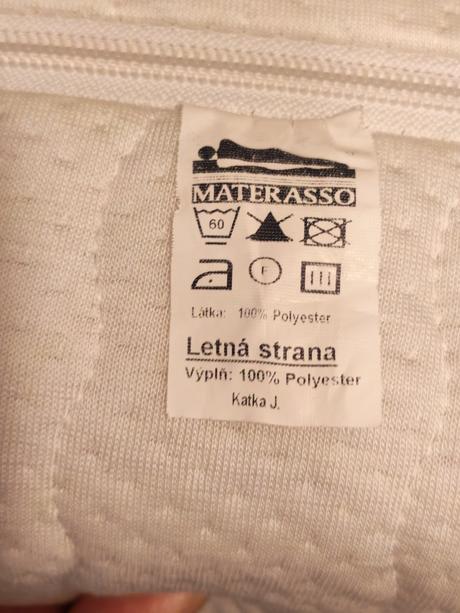 MATERASSO
60
F
Látka: 100% Polyester
Letná strana
Výplň: 100% Polyester
Katka J.